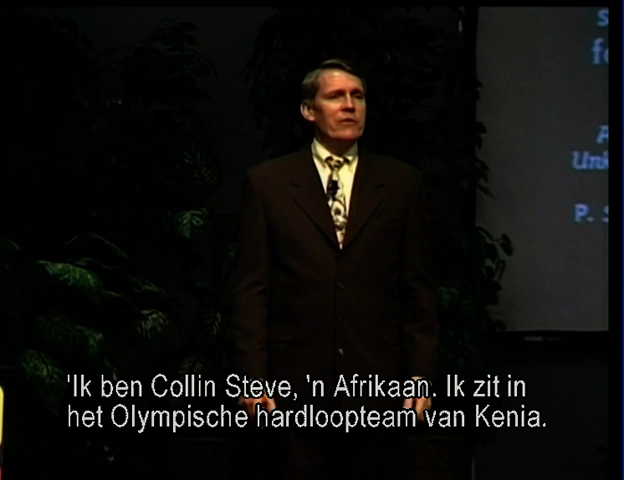 'Ik ben Collin Steve, 'n Afrikaan. Ik zit in
het Olympische hardloopteam van Kenia.
P.